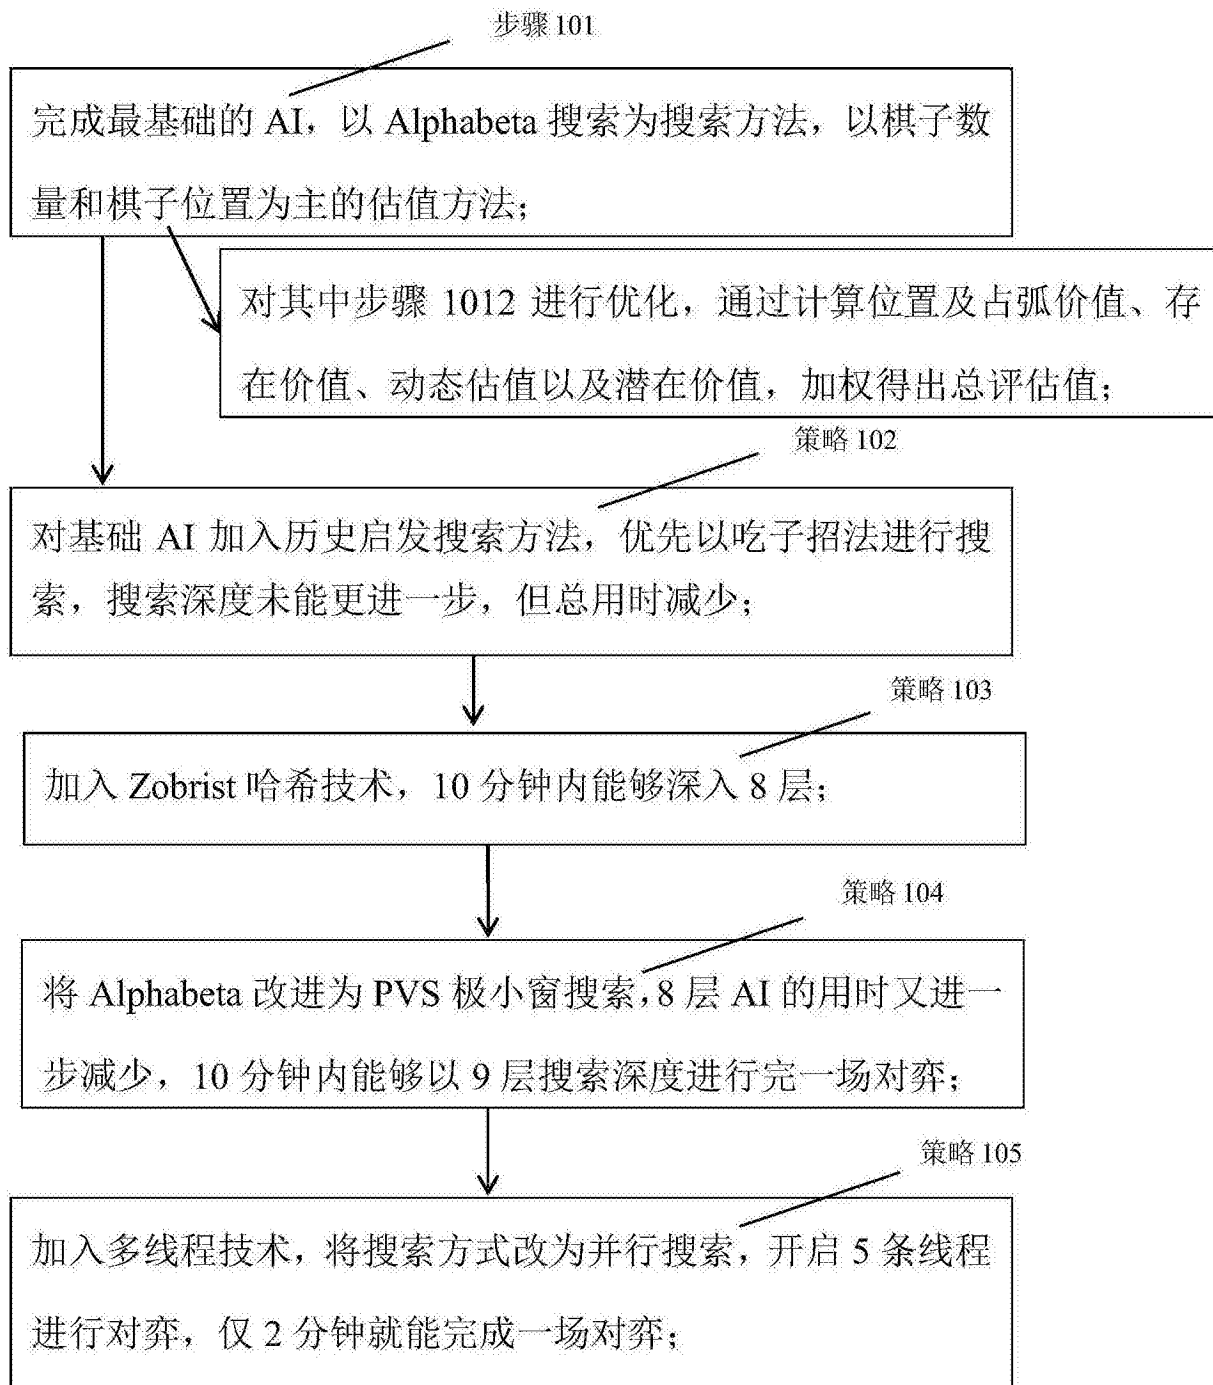 步骤 101
完成最基础的 AI，以 Alphabeta 搜索为搜索方法，以棋子数
量和棋子位置为主的估值方法；
对其中步骤 1012 进行优化，通过计算位置及占弧价值、存
在价值、动态估值以及潜在价值，加权得出总评估值；
策略 102
对基础 AI 加入历史启发搜索方法，优先以吃子招法进行搜
索，搜索深度未能更进一步，但总用时减少；
策略 103
加入 Zobrist 哈希技术，10 分钟内能够深入 8 层；
策略 104
将 Alphabeta 改进为 PVS 极小窗搜索，8 层 AI 的用时又进一
步减少，10 分钟内能够以 9 层搜索深度进行完一场对弈；
策略 105
加入多线程技术，将搜索方式改为并行搜索，开启 5 条线程
进行对弈，仅 2 分钟就能完成一场对弈；